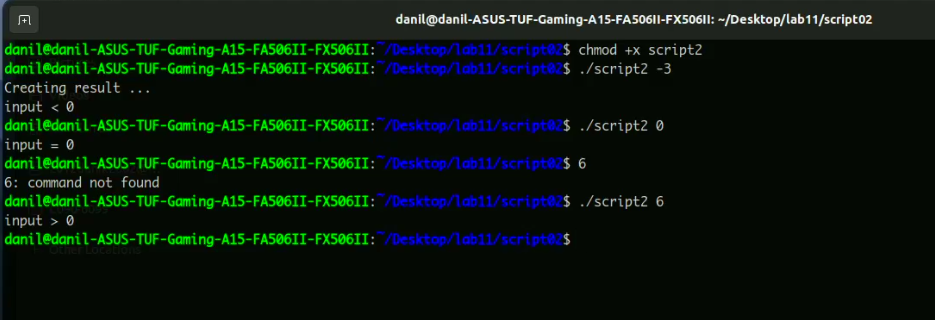 danil@danil-ASUS-TUF-Gaming-A15-FA506II-FX506II: ~/Desktop/lab11/script02
danil@danil-ASUS-TUF-Gaming-A15-FA506II-FX506II:~/Desktop/lab11/script02$ chmod +x script2
danil@danil-ASUS-TUF-Gaming-A15-FA506II-FX506II:~/Desktop/lab11/script02$ ./script2 -3
Creating result ...
input < 0
danil@danil-ASUS-TUF-Gaming-A15-FA506II-FX506II:~/Desktop/lab11/script02$ ./script2 0
input = 0
danil@danil-ASUS-TUF-Gaming-A15-FA506II-FX506II:~/Desktop/lab11/script02$ 6
6: command not found
danil@danil-ASUS-TUF-Gaming-A15-FA506II-FX506II:~/Desktop/lab11/script02$ ./script2 6
input > 0
danil@danil-ASUS-TUF-Gaming-A15-FA506II-FX506II:~/Desktop/lab11/script02$
Other Locations